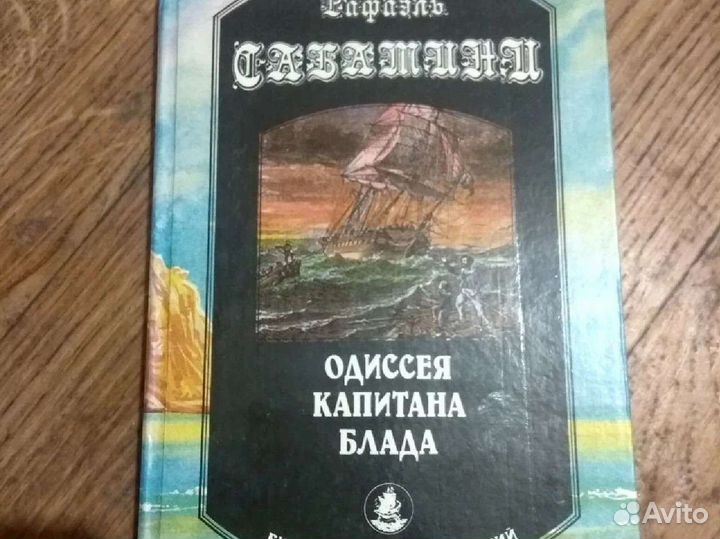 Рафаэль
САБАТИНИ
ОДИССЕЯ
КАПИТАНА
БЛАДА
Avito